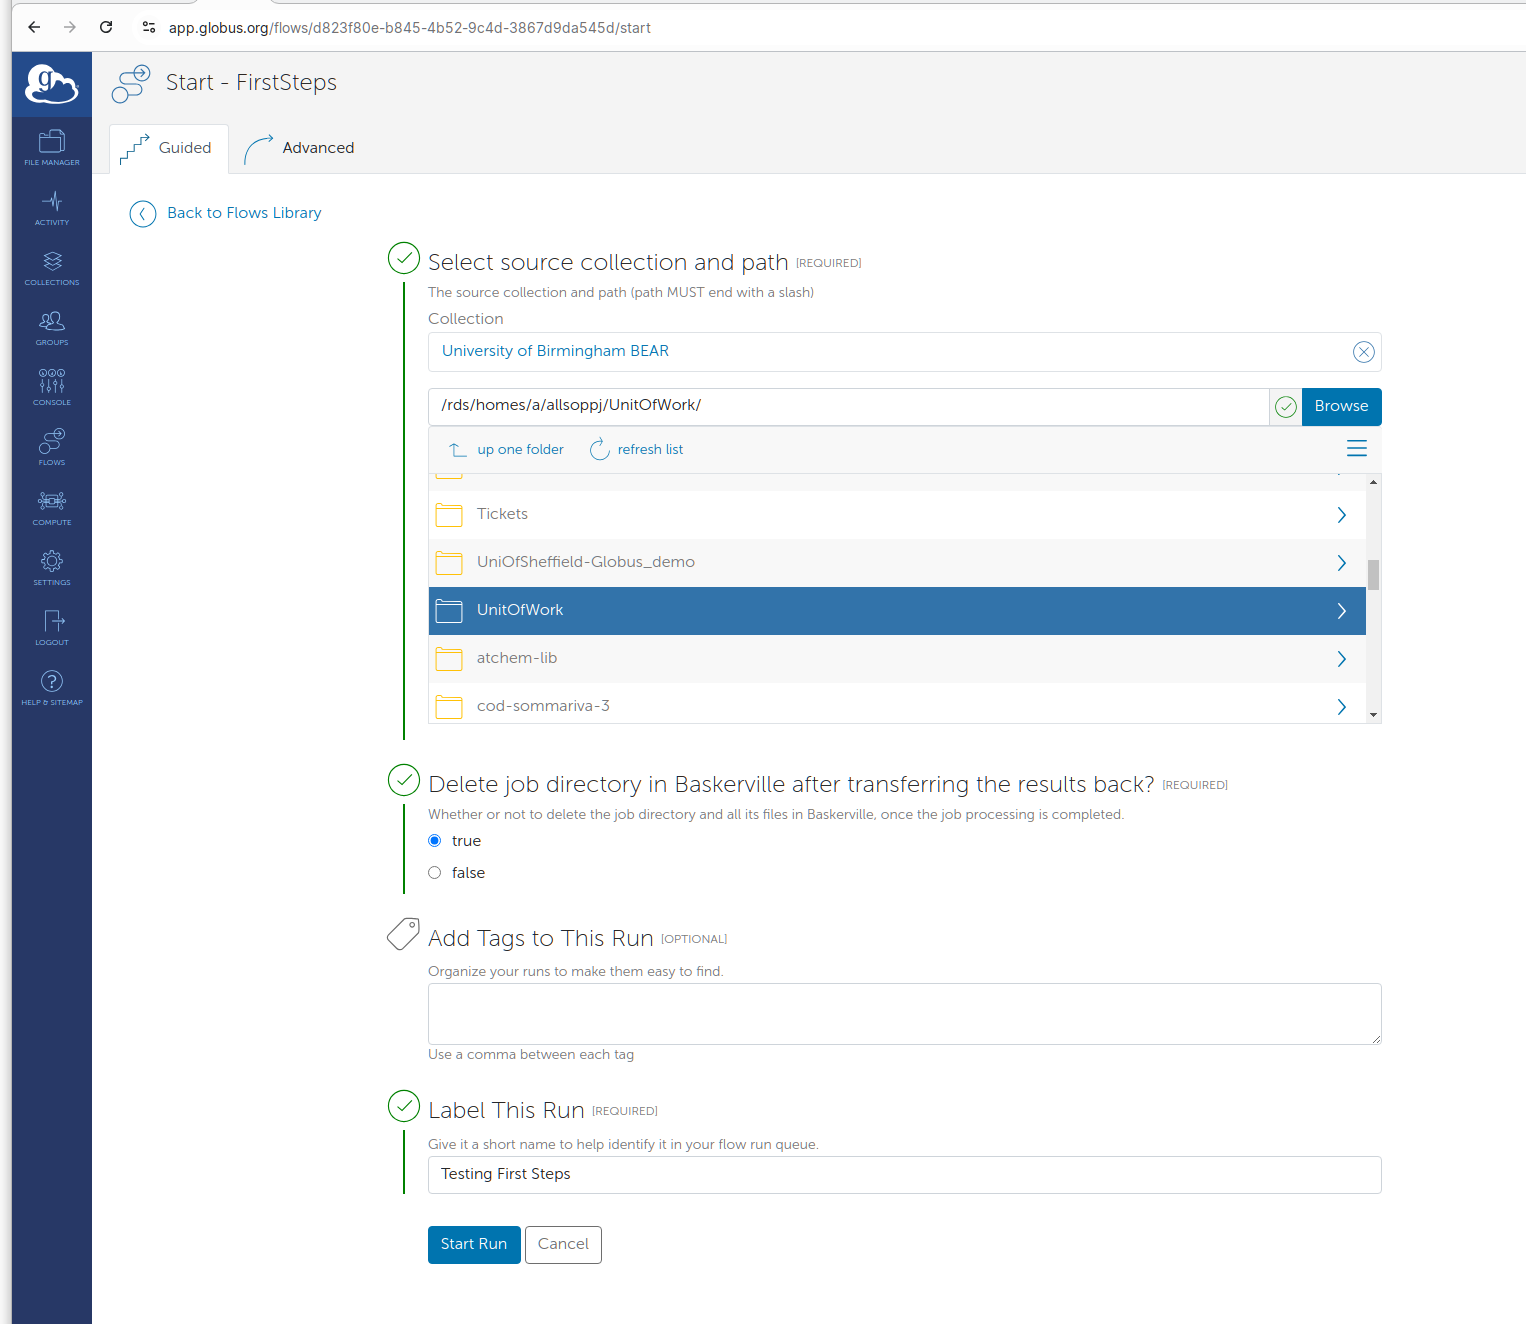 app.globus.org/flows/d823f80e-b845-4b52-9c4d-3867d9da545d/start
g
Start - FirstSteps
Guided
Advanced
FILE MANAGER
ACTIVITY
COLLECTIONS
GROUPS
CONSOLE
FLOWS
COMPUTE
SETTINGS
LOGOUT
HELP & SITEMAP
Back to Flows Library
Select source collection and path [REQUIRED]
The source collection and path (path MUST end with a slash)
Collection
University of Birmingham BEAR
/rds/homes/a/allsoppj/UnitOfWork/
Browse
up one folder
refresh list
Tickets
UniOfSheffield-Globus_demo
UnitOfWork
atchem-lib
cod-sommariva-3
Delete job directory in Baskerville after transferring the results back? [REQUIRED]
Whether or not to delete the job directory and all its files in Baskerville, once the job processing is completed.
true
false
Add Tags to This Run [OPTIONAL]
Organize your runs to make them easy to find.
Use a comma between each tag
Label This Run [REQUIRED]
Give it a short name to help identify it in your flow run queue.
Testing First Steps
Start Run
Cancel